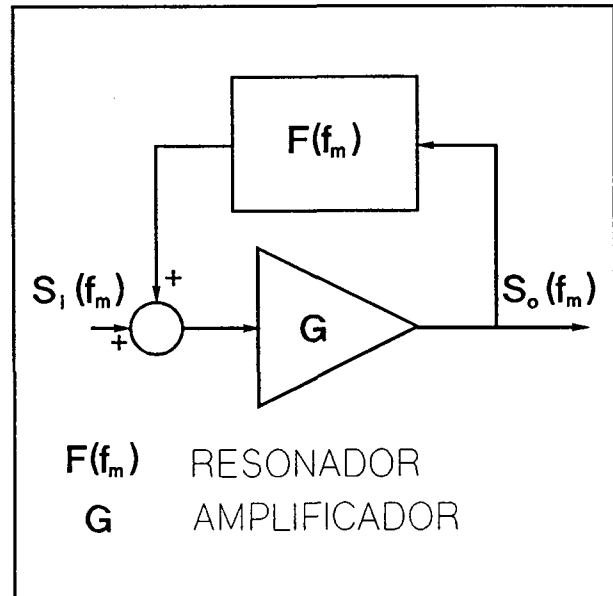 F(fm)
+
Si(fm)
+
G
So(fm)
F(fm) RESONADOR
G AMPLIFICADOR